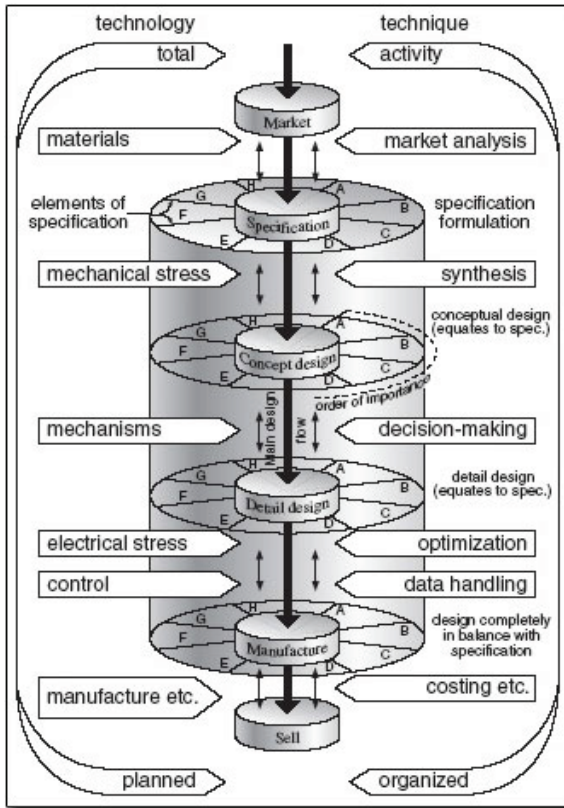 technology
technique
total
activity
Market
materials
market analysis
elements of
specification
H
A
G
B
F
C
E
D
Specification
specification
formulation
mechanical stress
synthesis
conceptual design
(equates to spec.)
H
A
G
B
F
C
E
D
Concept design
order of importance
mechanisms
Main design
flow
decision-making
detail design
(equates to spec.)
H
A
G
B
F
C
E
D
Detail design
electrical stress
optimization
control
data handling
H
A
G
B
F
C
E
D
Manufacture
design completely
in balance with
specification
manufacture etc.
costing etc.
Sell
planned
organized